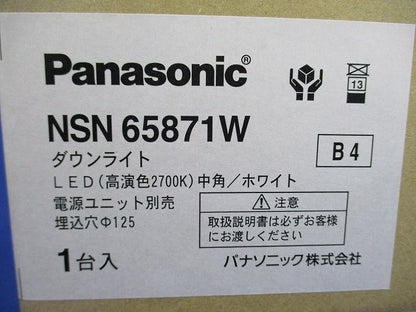 Panasonic®
13
NSN 65871W
ダウンライト
B4
LED(高演色2700K)中角/ホワイト
電源ユニット別売
埋込穴Φ125
⚠注意
取扱説明書は必ずお客様
にお渡しください
1台入
パナソニック株式会社